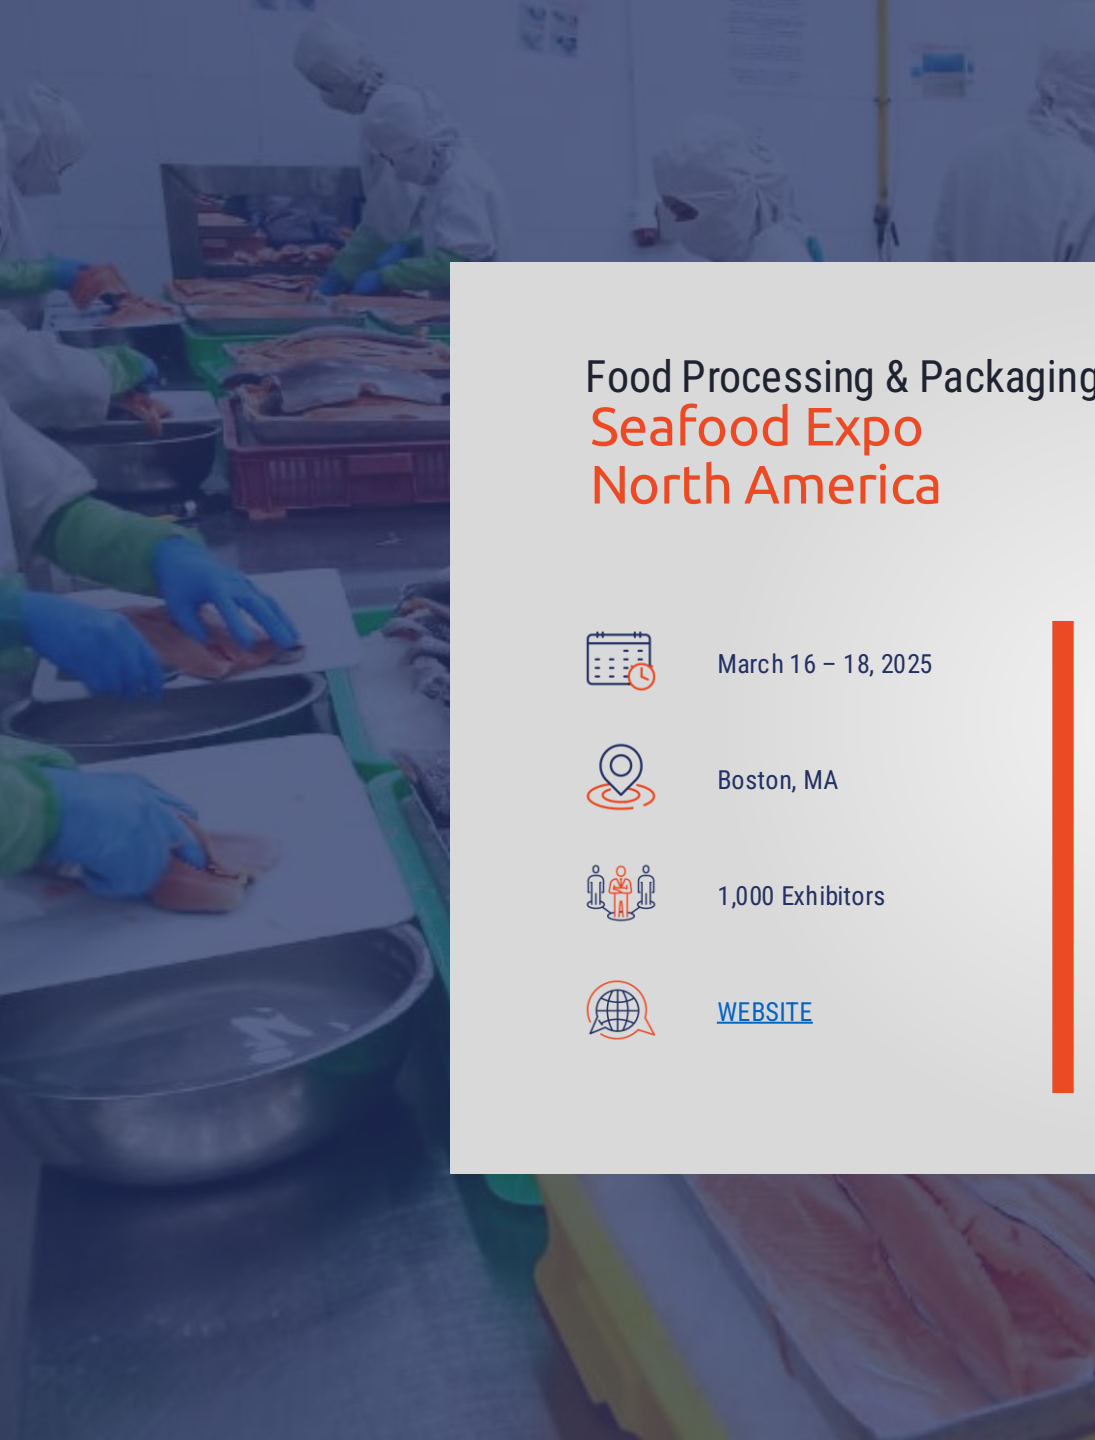 Food Processing & Packaging
Seafood Expo
North America
March 16 – 18, 2025
Boston, MA
1,000 Exhibitors
WEBSITE